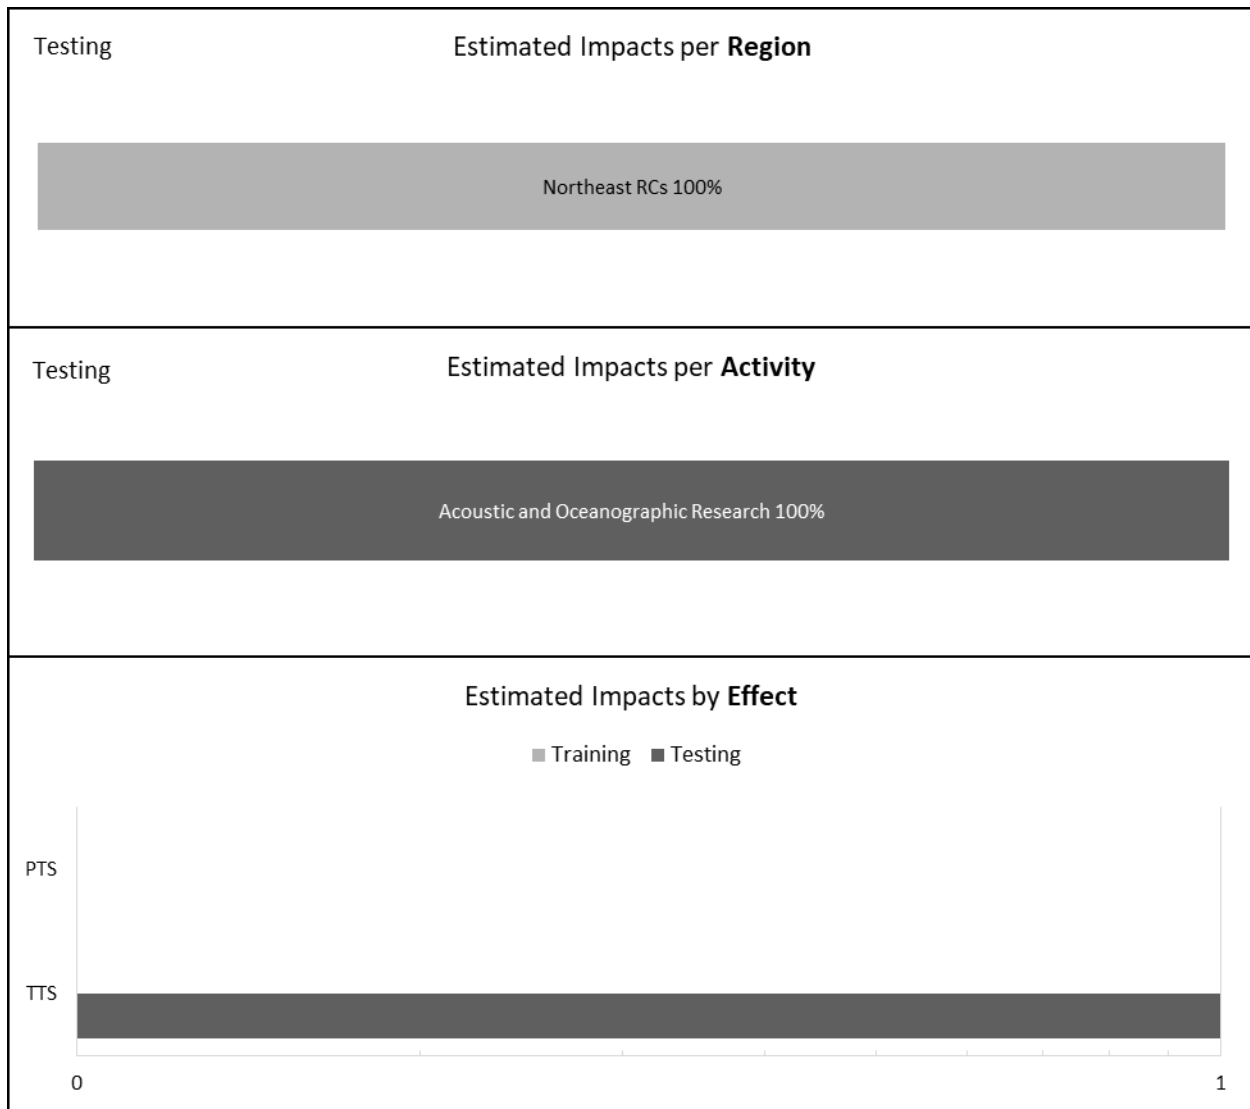 Testing
Estimated Impacts per Region
Northeast RCs 100%
Testing
Estimated Impacts per Activity
Acoustic and Oceanographic Research 100%
Estimated Impacts by Effect
Training Testing
PTS
TTS
0 1